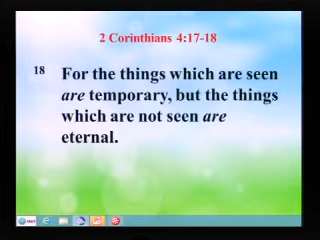 2 Corinthians 4:17-18
18 For the things which are seen
are temporary, but the things
which are not seen are
eternal.